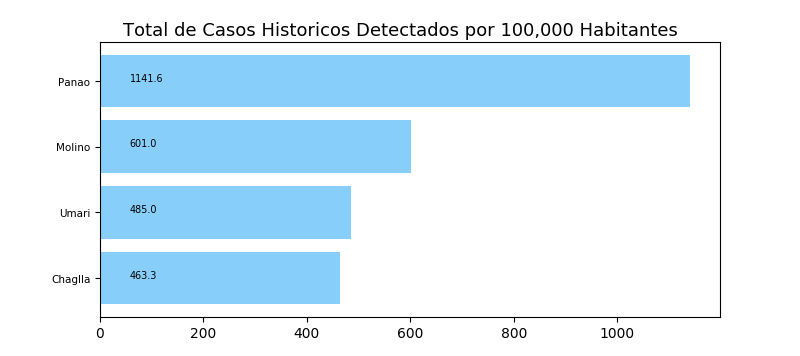 Total de Casos Historicos Detectados por 100,000 Habitantes
Panao 1141.6
Molino 601.0
Umari 485.0
Chaglla 463.3
0 200 400 600 800 1000